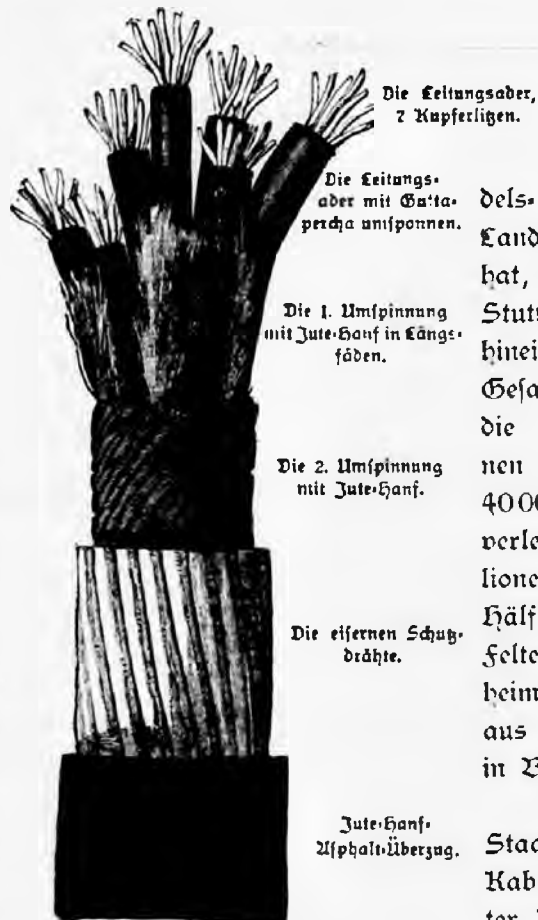 Die Leitungsader,
7 Kupferlitzen.
Die Leitungs-
ader mit Gutta-
percha umsponnen.
Die 1. Umspinnung
mit Jute-Hanf in Längs-
fäden.
Die 2. Umspinnung
mit Jute-Hanf.
Die eisernen Schutz-
drähte.
Jute-Hanf-
Asphalt-Überzug.
dels-
Land
hat,
Stutt
hinei
Gesa
die
nen
4000
verle
lione
Hälf
Felte
heim
aus
in B
Stad
Kab
ter